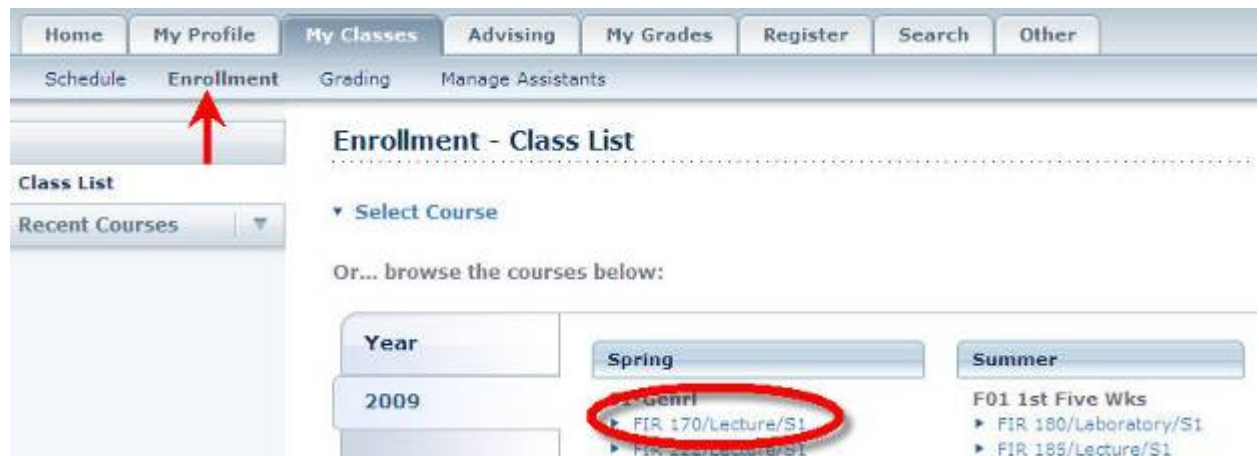 Home My Profile My Classes Advising My Grades Register Search Other
Schedule Enrollment Grading Manage Assistants
Enrollment - Class List
Class List
Recent Courses
Select Course
Or... browse the courses below:
Year
2009
Spring
Genrl
FIR 170/Lecture/S1
Summer
F01 1st Five Wks
FIR 180/Laboratory/S1
FIR 185/Lecture/S1